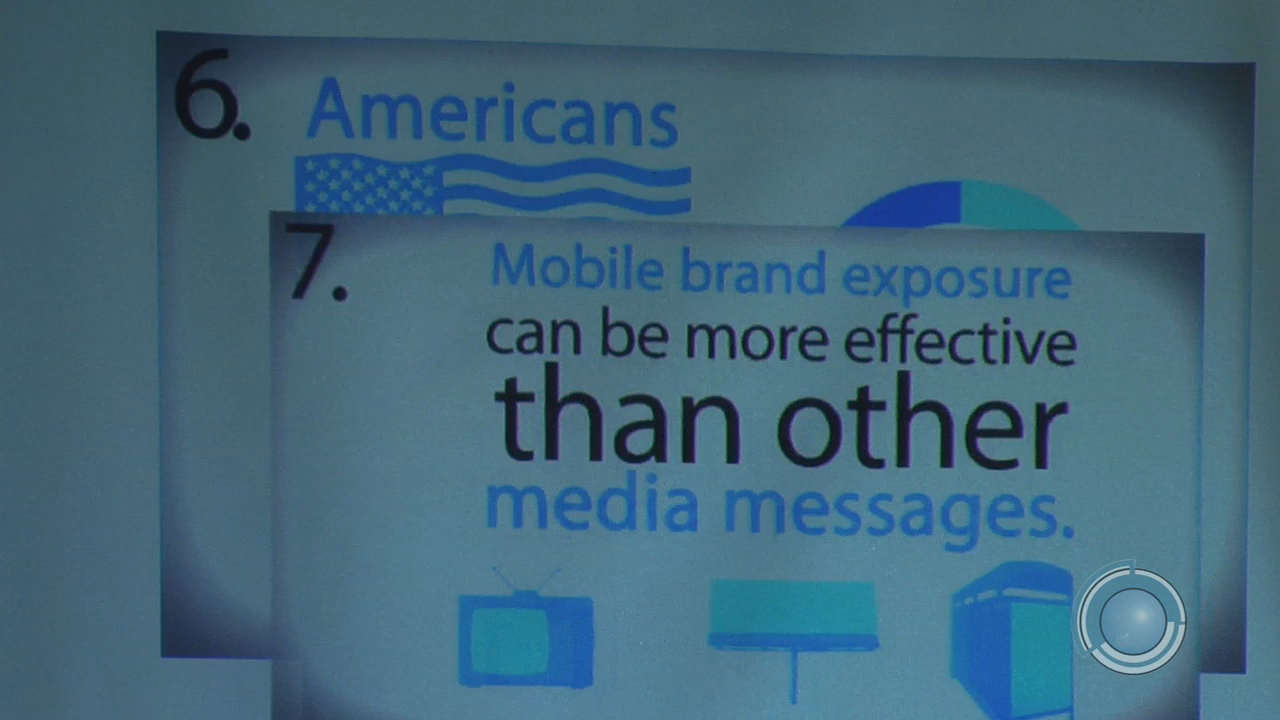 6.
Americans
7.
Mobile brand exposure
can be more effective
than other
media messages.